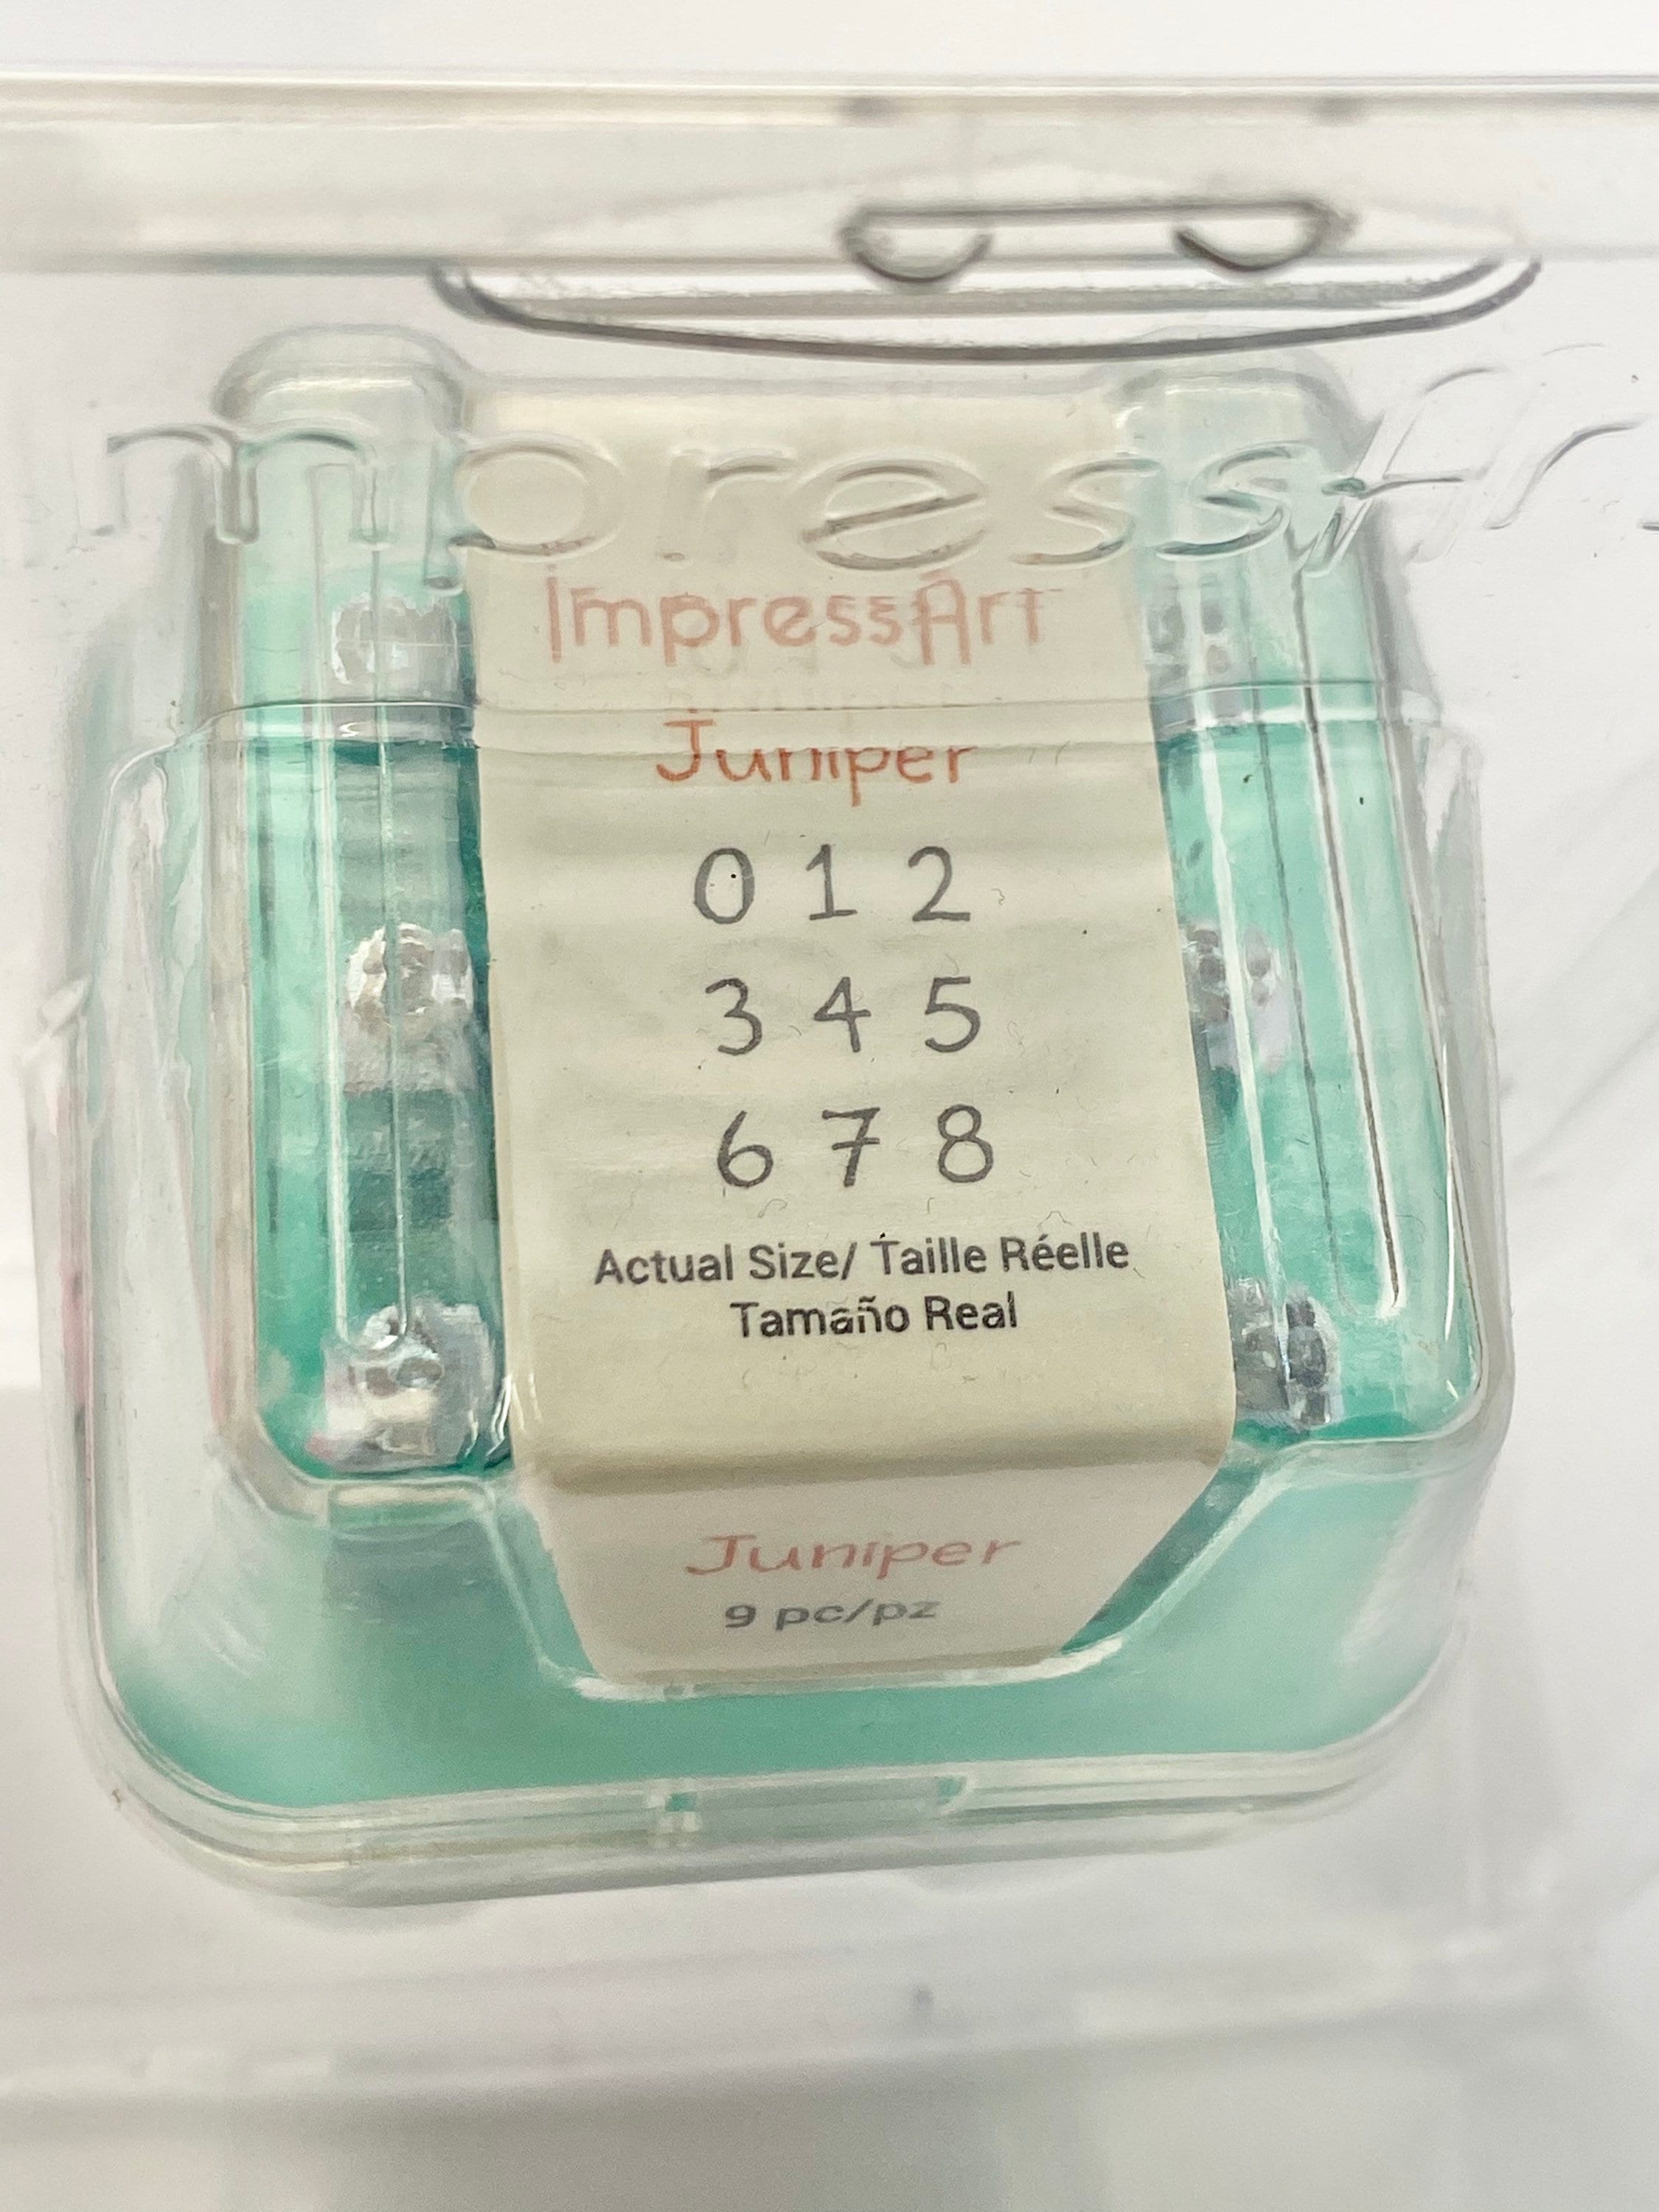 ImpressArt
ImpressArt
Juniper
0 1 2
3 4 5
6 7 8
Actual Size/ Taille Réelle
Tamaño Real
Juniper
9 pc/pz